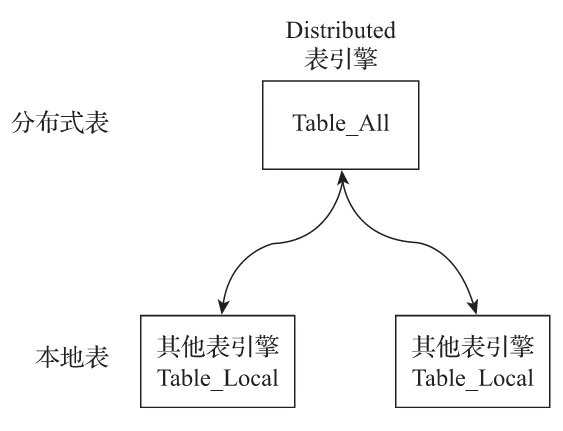 Distributed
表引擎
分布式表
Table_All
本地表
其他表引擎
Table_Local
其他表引擎
Table_Local